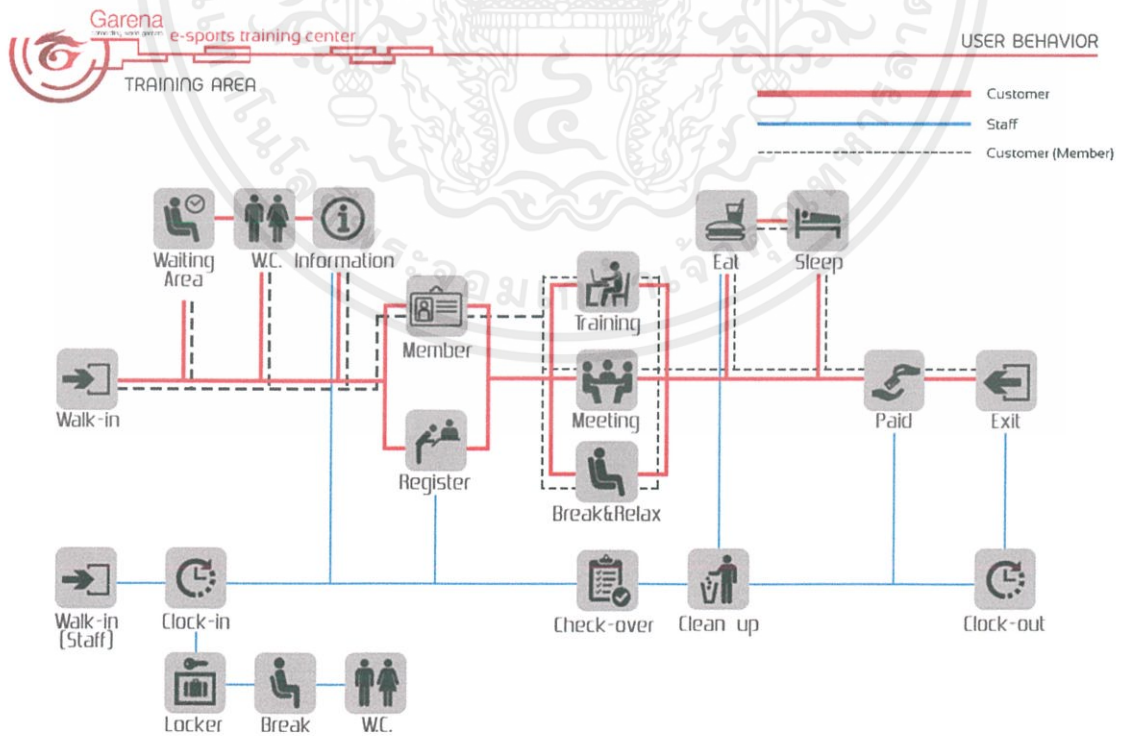 Garena
e-sports training center
USER BEHAVIOR
TRAINING AREA
Customer
Staff
Customer (Member)
Waiting Area
W.C.
Information
Eat
Sleep
Member
Training
Walk-in
Meeting
Paid
Exit
Register
Break&Relax
Walk-in
(Staff)
Clock-in
Check-over
Clean up
Clock-out
Locker
Break
W.C.